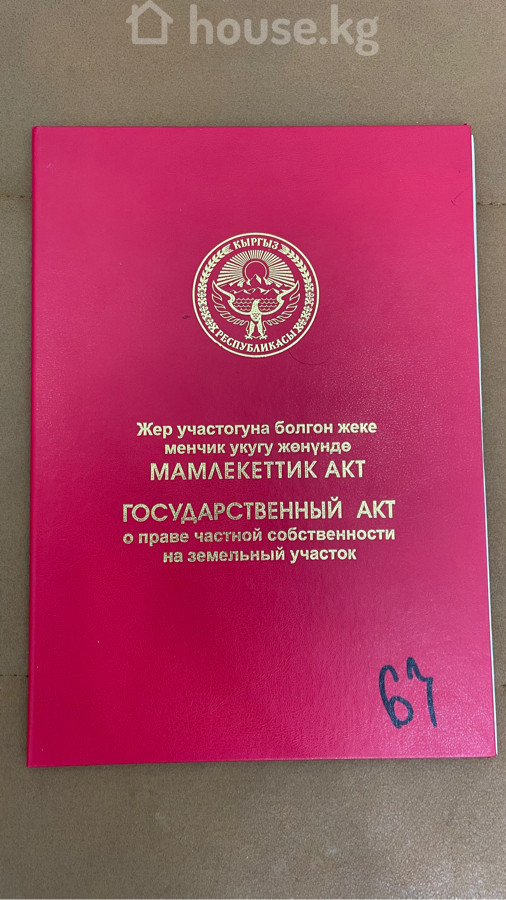 house.kg
КЫРГЫЗ
РЕСПУБЛИКАСЫ
Жер участогуна болгон жеке
менчик укугу жөнүндө
МАМЛЕКЕТТИК АКТ
ГОСУДАРСТВЕННЫЙ АКТ
о праве частной собственности
на земельный участок